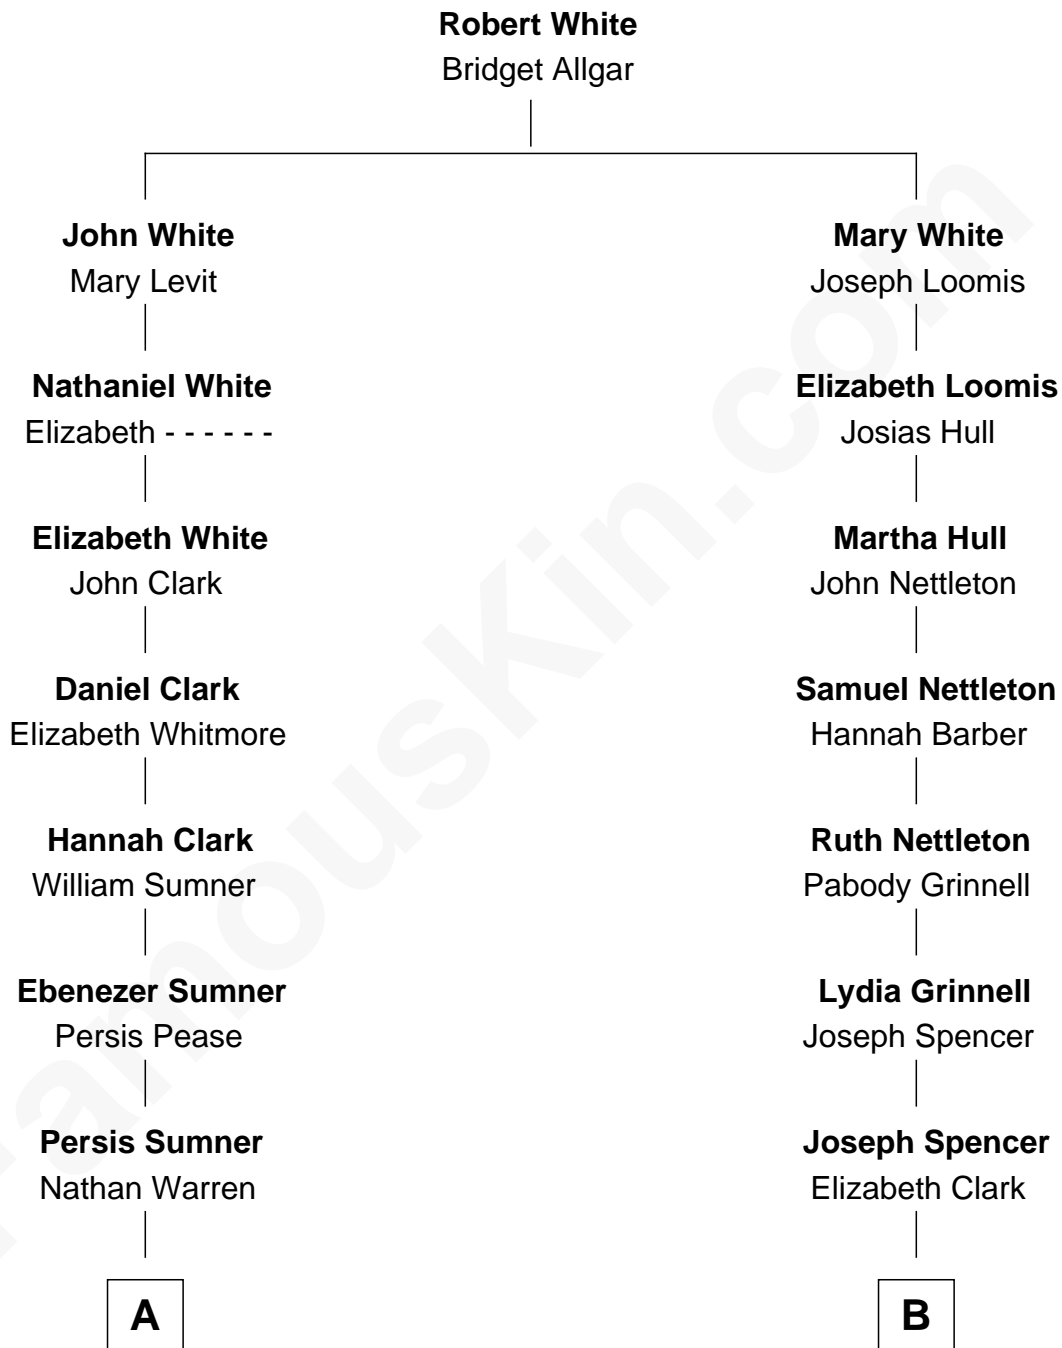 Robert White
Bridget Allgar
John White
Mary Levit
Mary White
Joseph Loomis
Nathaniel White
Elizabeth - - - - - -
Elizabeth Loomis
Josias Hull
Elizabeth White
John Clark
Martha Hull
John Nettleton
Daniel Clark
Elizabeth Whitmore
Samuel Nettleton
Hannah Barber
Hannah Clark
William Sumner
Ruth Nettleton
Pabody Grinnell
Ebenezer Sumner
Persis Pease
Lydia Grinnell
Joseph Spencer
Persis Sumner
Nathan Warren
Joseph Spencer
Elizabeth Clark
A
B
FamousKin.com